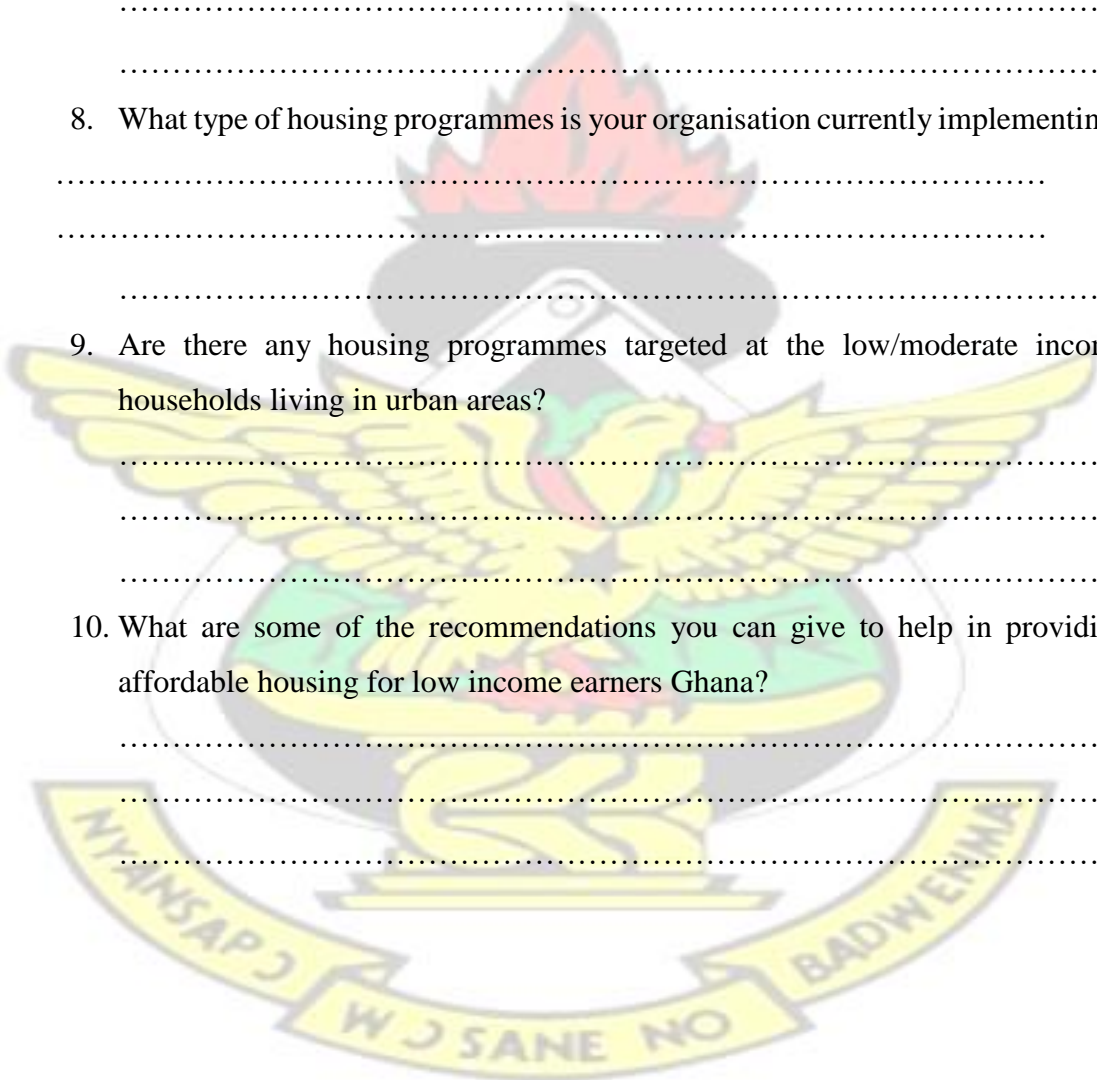 ……………………………………………………………………………………
……………………………………………………………………………………
8. What type of housing programmes is your organisation currently implementin
……………………………………………………………………………………
……………………………………………………………………………………
……………………………………………………………………………………
9. Are there any housing programmes targeted at the low/moderate incor
households living in urban areas?
……………………………………………………………………………………
……………………………………………………………………………………
……………………………………………………………………………………
10. What are some of the recommendations you can give to help in providi
affordable housing for low income earners Ghana?
……………………………………………………………………………………
……………………………………………………………………………………
……………………………………………………………………………………
NYANSAPƆ WƆSANE NO BADWENMA